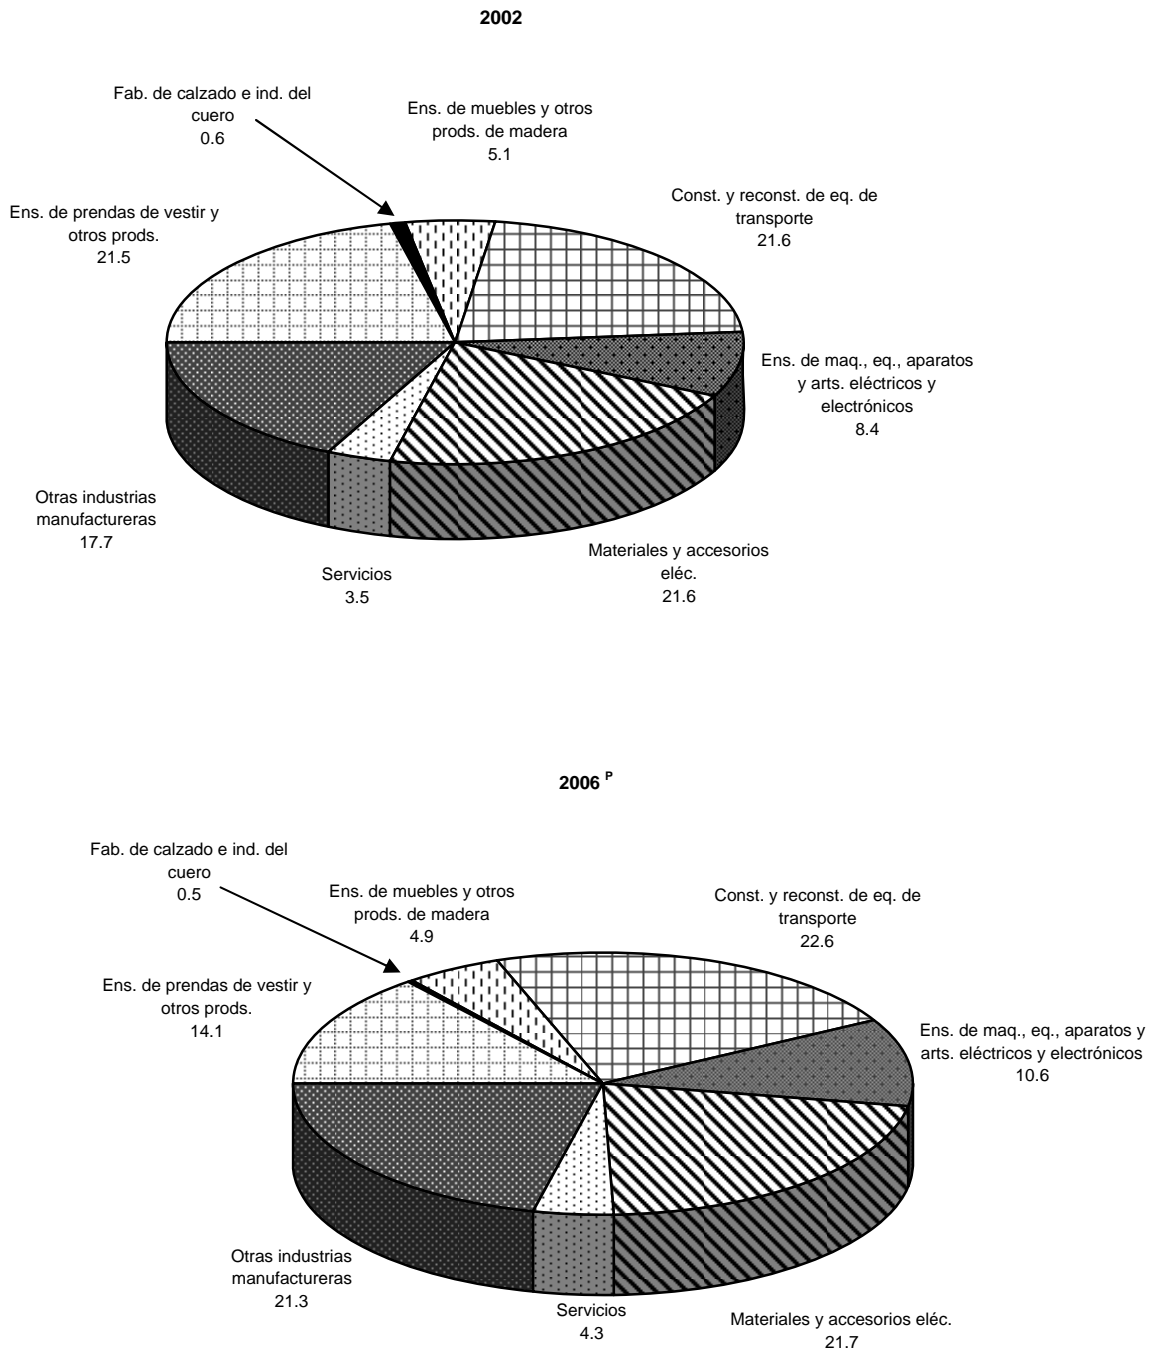 2002
Fab. de calzado e ind. del
cuero
0.6
Ens. de muebles y otros
prods. de madera
5.1
Const. y reconst. de eq. de
transporte
21.6
Ens. de prendas de vestir y
otros prods.
21.5
Ens. de maq., eq., aparatos
y arts. eléctricos y
electrónicos
8.4
Otras industrias
manufactureras
17.7
Servicios
3.5
Materiales y accesorios
eléc.
21.6
2006 P
Fab. de calzado e ind. del
cuero
0.5
Ens. de muebles y otros
prods. de madera
4.9
Const. y reconst. de eq. de
transporte
22.6
Ens. de prendas de vestir y
otros prods.
14.1
Ens. de maq., eq., aparatos y
arts. eléctricos y electrónicos
10.6
Otras industrias
manufactureras
21.3
Servicios
4.3
Materiales y accesorios eléc.
21.7